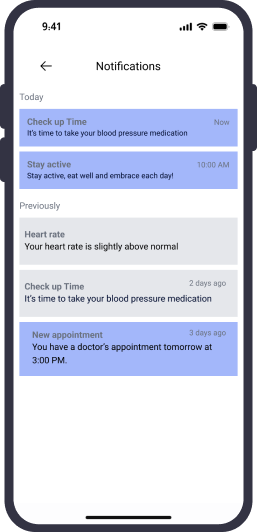 9:41
Notifications
Today
Check up Time
Now
It's time to take your blood pressure medication
Stay active
10:00 AM
Stay active, eat well and embrace each day!
Previously
Heart rate
Your heart rate is slightly above normal
Check up Time
2 days ago
It's time to take your blood pressure medication
New appointment
3 days ago
You have a doctor's appointment tomorrow at
3:00 PM.